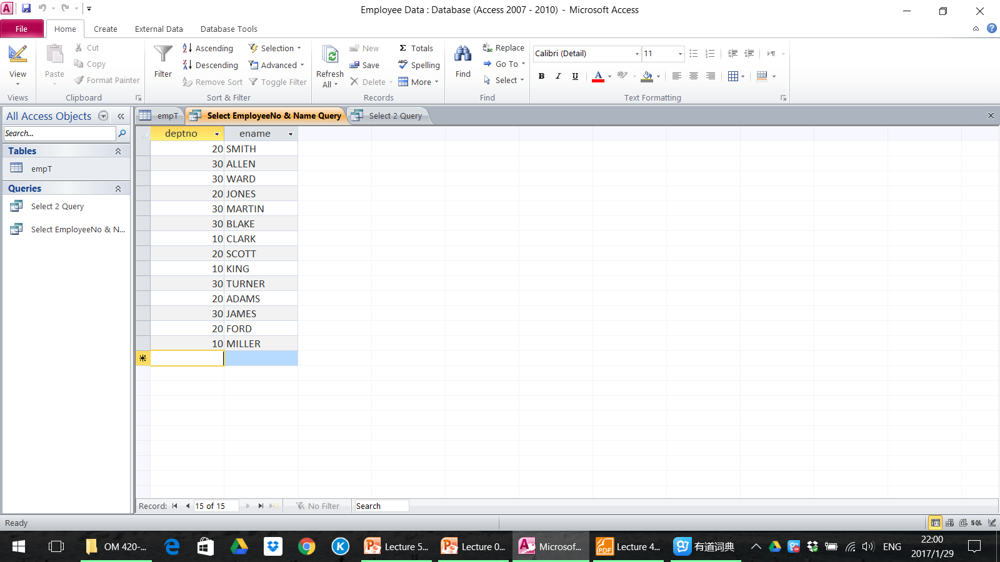 Employee Data : Database (Access 2007 - 2010) - Microsoft Access
File Home Create External Data Database Tools
View
Views
Paste
Cut
Copy
Format Painter
Clipboard
Filter
Ascending
Descending
Remove Sort
Selection
Advanced
Toggle Filter
Sort & Filter
Refresh
All
New
Save
Delete
Totals
Spelling
More
Records
Find
Replace
Go To
Select
Find
Calibri (Detail) 11
B I U
Text Formatting
All Access Objects
Search...
Tables
empT
Queries
Select 2 Query
Select EmployeeNo & N...
empT Select EmployeeNo & Name Query Select 2 Query
deptno ename
20 SMITH
30 ALLEN
30 WARD
20 JONES
30 MARTIN
30 BLAKE
10 CLARK
20 SCOTT
10 KING
30 TURNER
20 ADAMS
30 JAMES
20 FORD
10 MILLER
Record: 15 of 15 No Filter Search
Ready SQL
OM 420-... Lecture 5... Lecture 0... Microsof... Lecture 4... 有道词典 ENG
22:00
2017/1/29